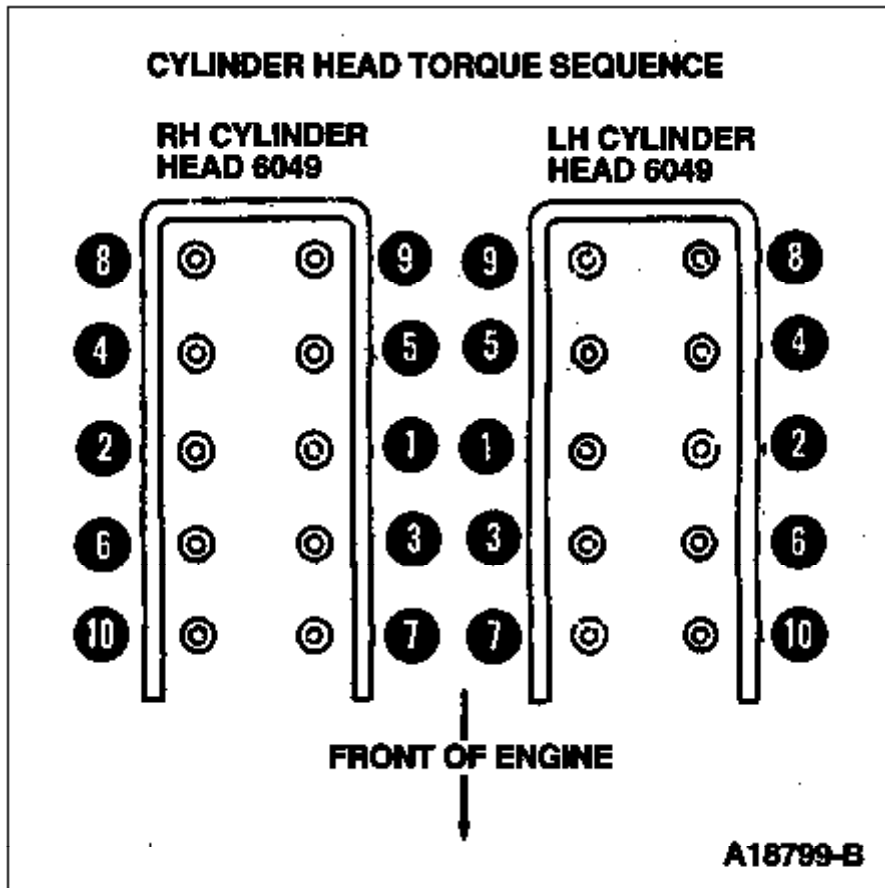 CYLINDER HEAD TORQUE SEQUENCE
RH CYLINDER
HEAD 6049
LH CYLINDER
HEAD 6049
8 9 9 8
4 5 5 4
2 1 1 2
6 3 3 6
10 7 7 10
FRONT OF ENGINE
A18799-B